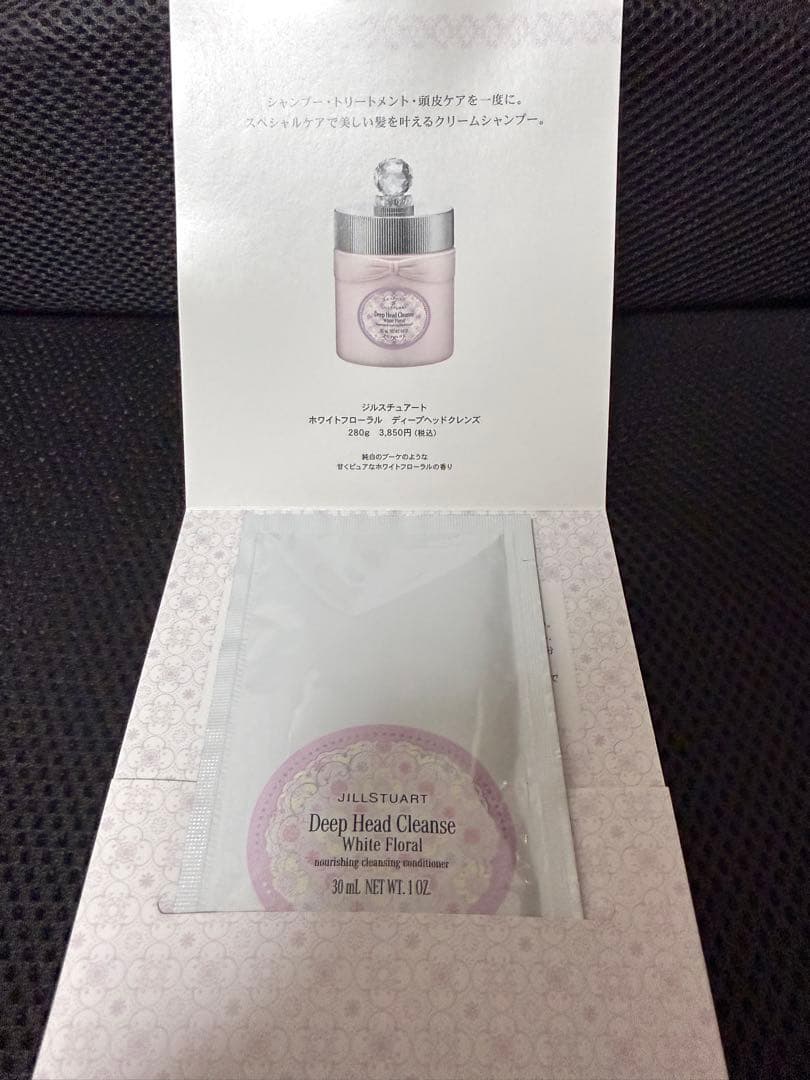 シャンプー・トリートメント・頭皮ケアを一度に。
スペシャルケアで美しい髪を叶えるクリームシャンプー。
JILLSTUART
Deep Head Cleanse
White Floral
ジルスチュアート
ホワイトフローラル ディープヘッドクレンズ
280g 3,850円(税込)
純白のブーケのような
甘くピュアなホワイトフローラルの香り
JILLSTUART
Deep Head Cleanse
White Floral
nourishing cleansing conditioner
30 mL NET WT. 1 OZ.